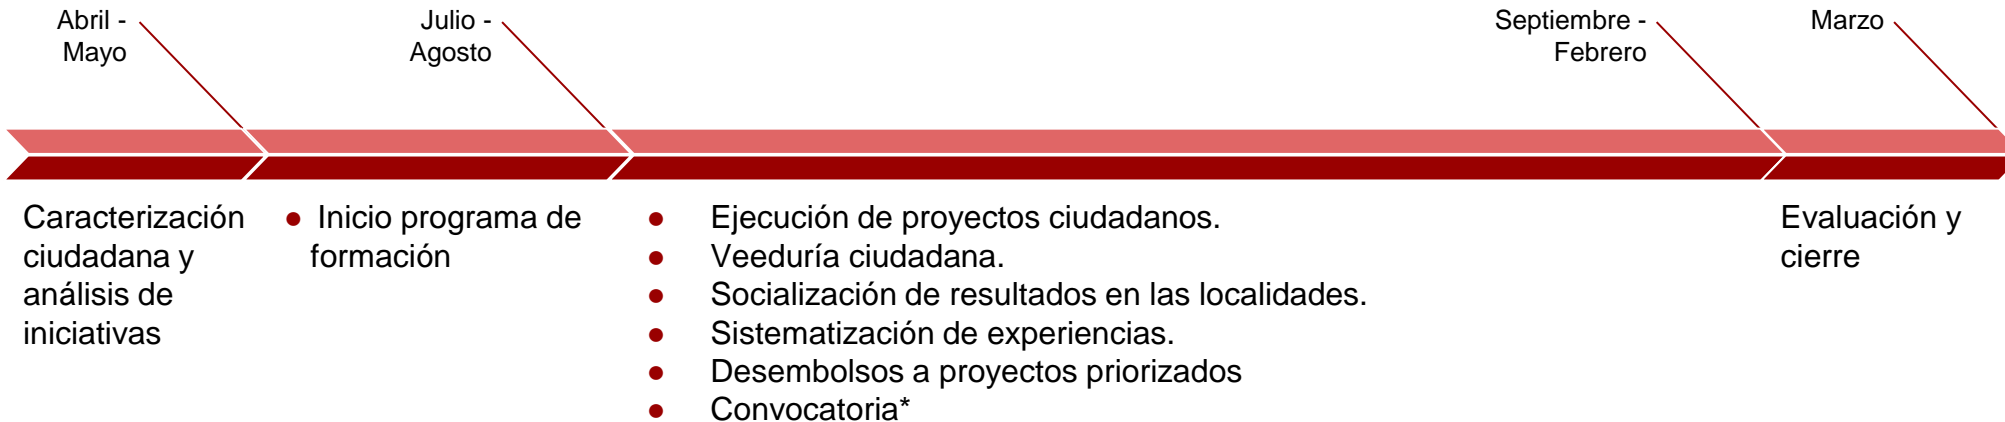 Abril -
Mayo
Julio -
Agosto
Septiembre -
Febrero
Marzo
Caracterización
ciudadana y
análisis de
iniciativas
● Inicio programa de
formación
● Ejecución de proyectos ciudadanos.
● Veeduría ciudadana.
● Socialización de resultados en las localidades.
● Sistematización de experiencias.
● Desembolsos a proyectos priorizados
● Convocatoria*
Evaluación y
cierre